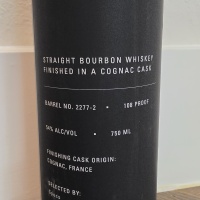 STRAIGHT BOURBON WHISKEY
FINISHED IN A COGNAC CASK
BARREL NO. 2277-2 • 108 PROOF
54% ALC/VOL • 750 ML
FINISHING CASK ORIGIN:
COGNAC, FRANCE
SELECTED BY: